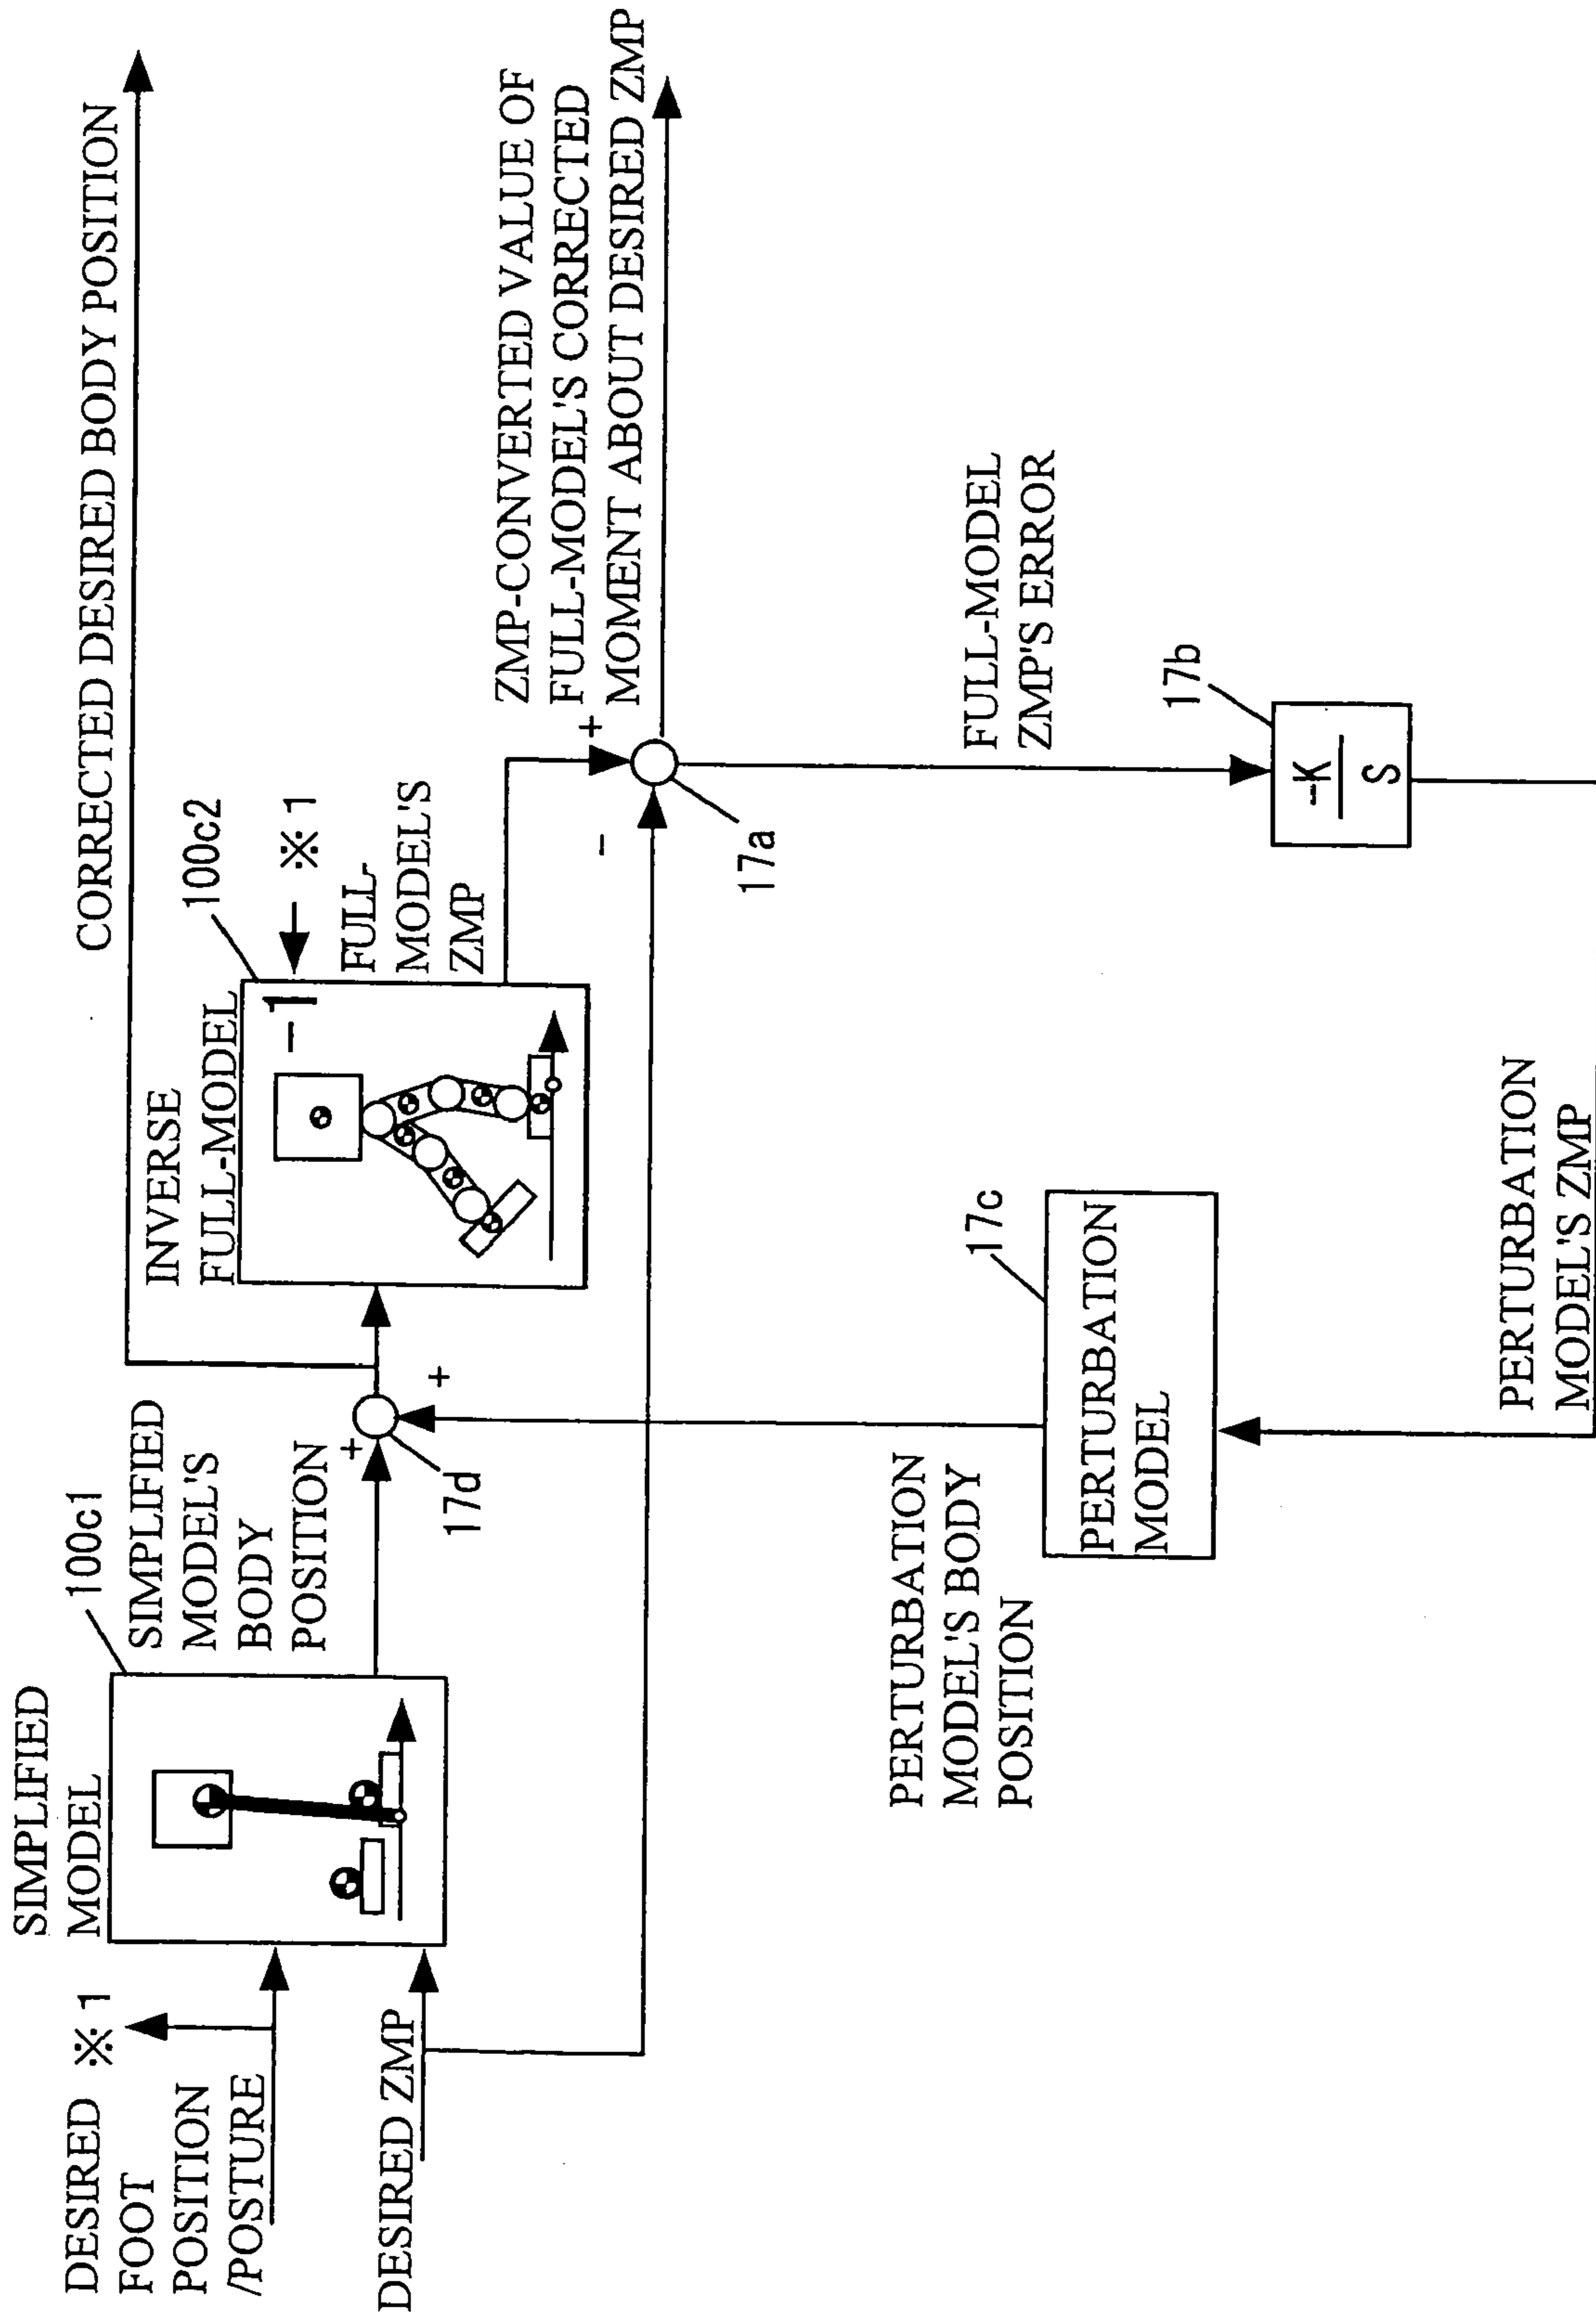 CORRECTED DESIRED BODY POSITION
DESIRED ※1
FOOT
POSITION
/POSTURE
DESIRED ZMP
SIMPLIFIED
MODEL
100c1
SIMPLIFIED
MODEL'S
BODY
POSITION
+
+
17d
INVERSE
FULL-MODEL
-1
100c2
※1
FULL-
MODEL'S
ZMP
+
-
17a
ZMP-CONVERTED VALUE OF
FULL-MODEL'S CORRECTED
MOMENT ABOUT DESIRED ZMP
FULL-MODEL
ZMP'S ERROR
17b
-K
S
PERTURBATION
MODEL'S BODY
POSITION
17c
PERTURBATION
MODEL
PERTURBATION
MODEL'S ZMP